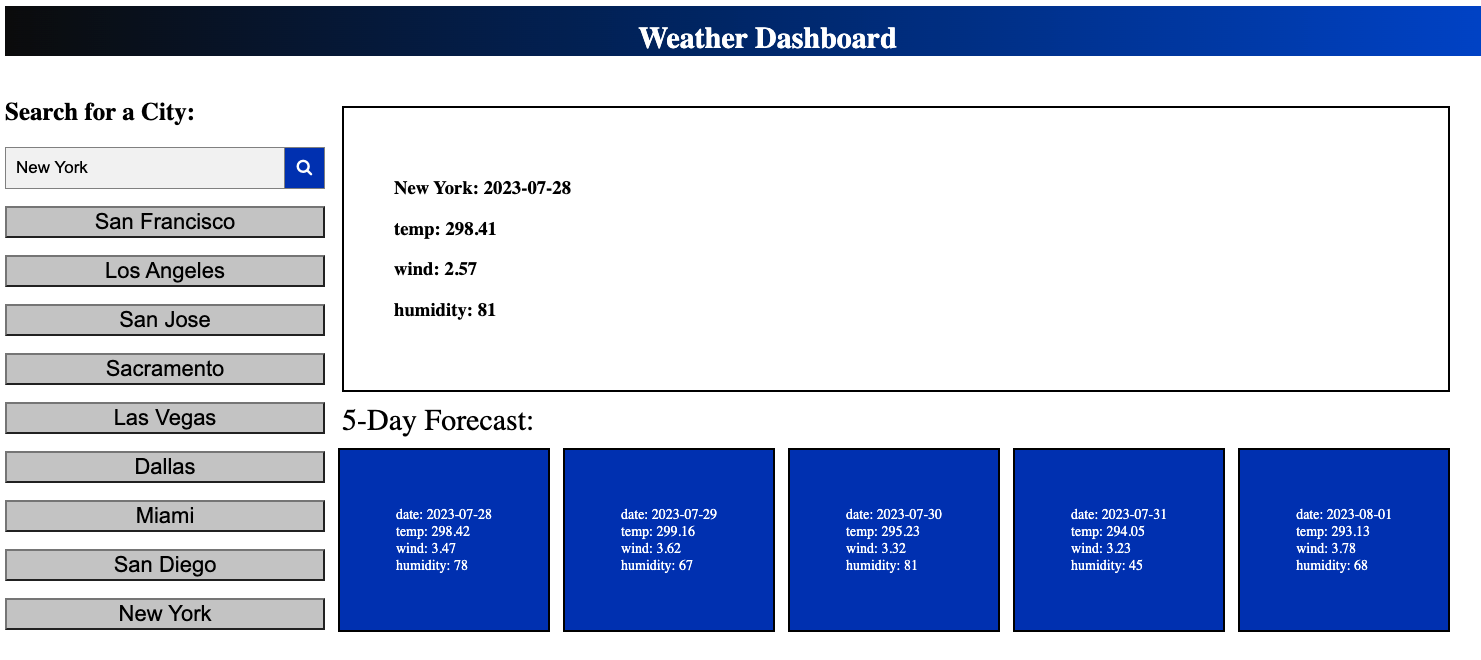 Weather Dashboard
Search for a City:
New York
San Francisco
Los Angeles
San Jose
Sacramento
Las Vegas
Dallas
Miami
San Diego
New York
New York: 2023-07-28
temp: 298.41
wind: 2.57
humidity: 81
5-Day Forecast:
date: 2023-07-28
temp: 298.42
wind: 3.47
humidity: 78
date: 2023-07-29
temp: 299.16
wind: 3.62
humidity: 67
date: 2023-07-30
temp: 295.23
wind: 3.32
humidity: 81
date: 2023-07-31
temp: 294.05
wind: 3.23
humidity: 45
date: 2023-08-01
temp: 293.13
wind: 3.78
humidity: 68